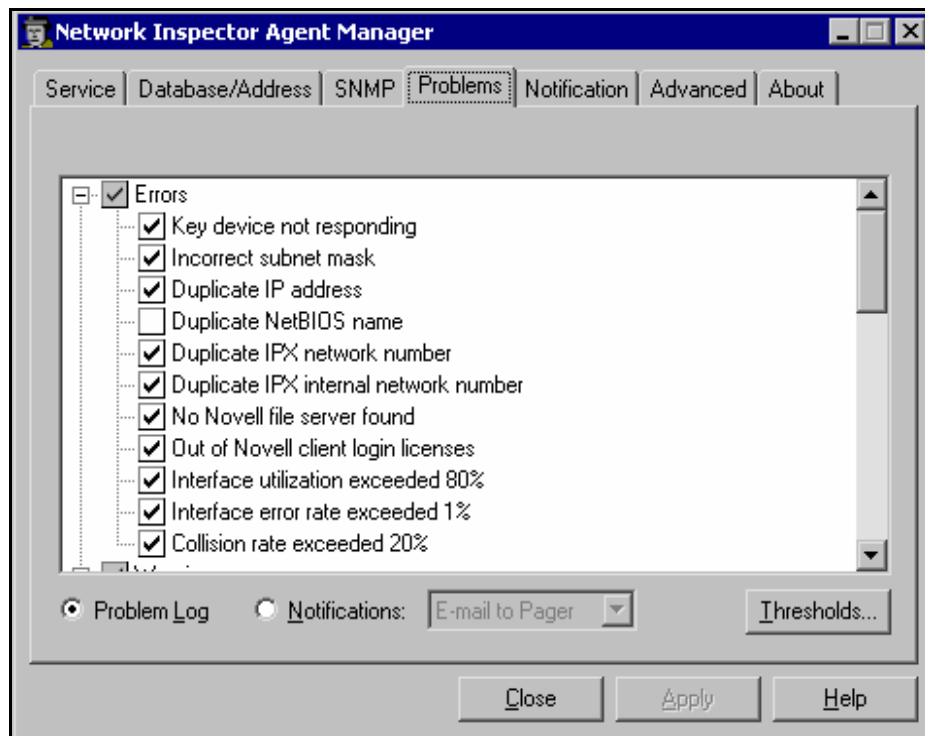 Network Inspector Agent Manager
Service Database/Address SNMP Problems Notification Advanced About
Errors
Key device not responding
Incorrect subnet mask
Duplicate IP address
Duplicate NetBIOS name
Duplicate IPX network number
Duplicate IPX internal network number
No Novell file server found
Out of Novell client login licenses
Interface utilization exceeded 80%
Interface error rate exceeded 1%
Collision rate exceeded 20%
Problem Log Notifications: E-mail to Pager Thresholds...
Close Apply Help